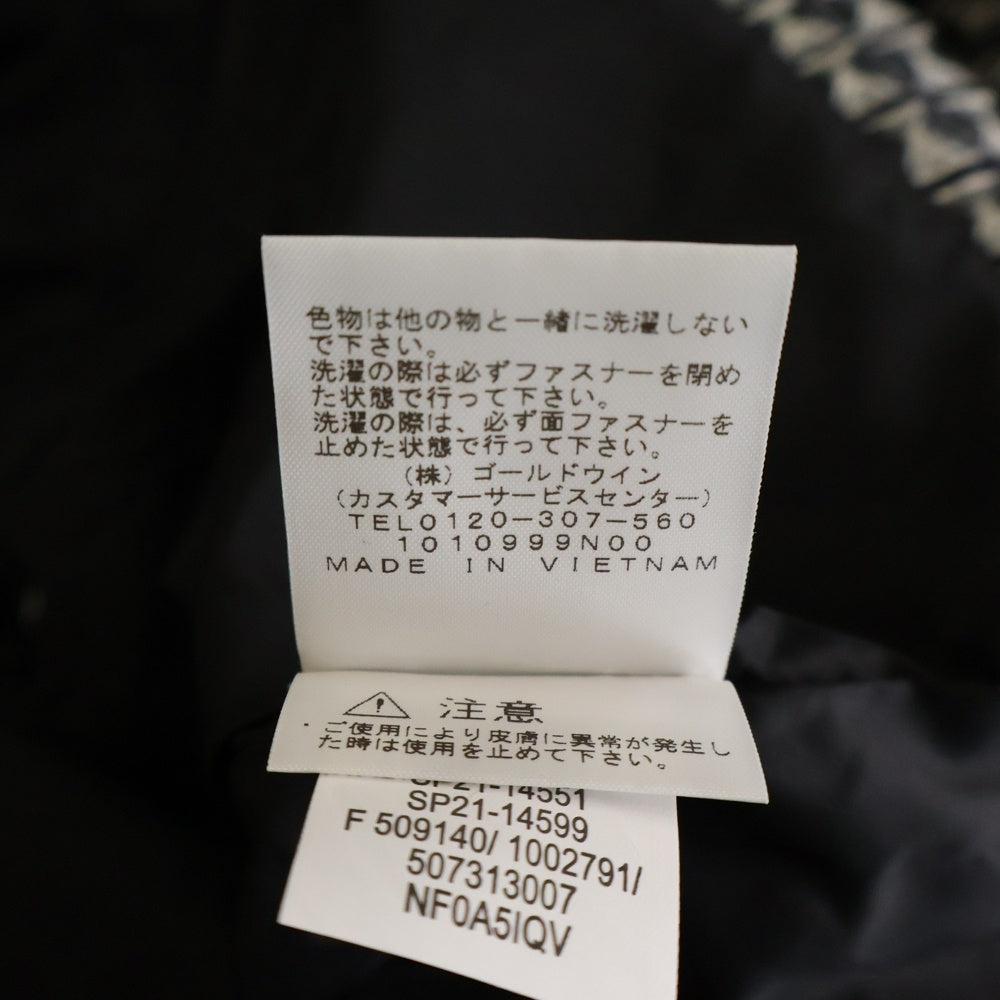 色物は他の物と一緒に洗濯しない
で下さい。
洗濯の際は必ずファスナーを閉め
た状態で行って下さい。
洗濯の際は、必ず面ファスナーを
止めた状態で行って下さい。
(株) ゴールドウイン
(カスタマーサービスセンター)
TEL0120-307-560
1010999N00
MADE IN VIETNAM
注意
・ご使用により皮膚に異常が発生し
た時は使用を止めて下さい。
SP21-14551
SP21-14599
F 509140/ 1002791/
507313007
NF0A5IQV